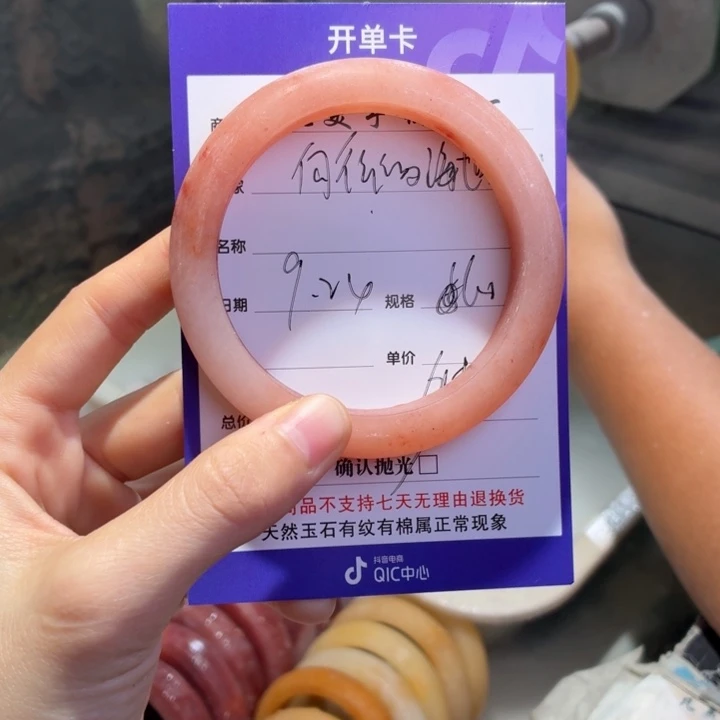 开单卡
商
名称
日期 9.24 规格
单价
总价
确认抛光□
商品不支持七天无理由退换货
天然玉石有纹有棉属正常现象
抖音电商
QIC中心